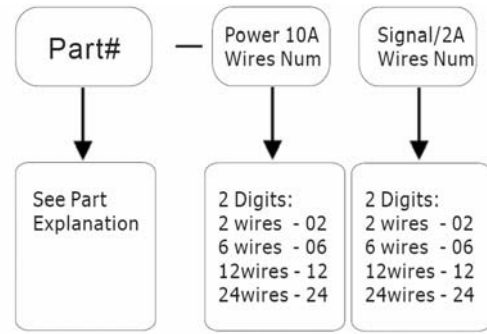 Part#
—
Power 10A
Wires Num
Signal/2A
Wires Num
See Part
Explanation
2 Digits:
2 wires - 02
6 wires - 06
12wires - 12
24wires - 24
2 Digits:
2 wires - 02
6 wires - 06
12wires - 12
24wires - 24